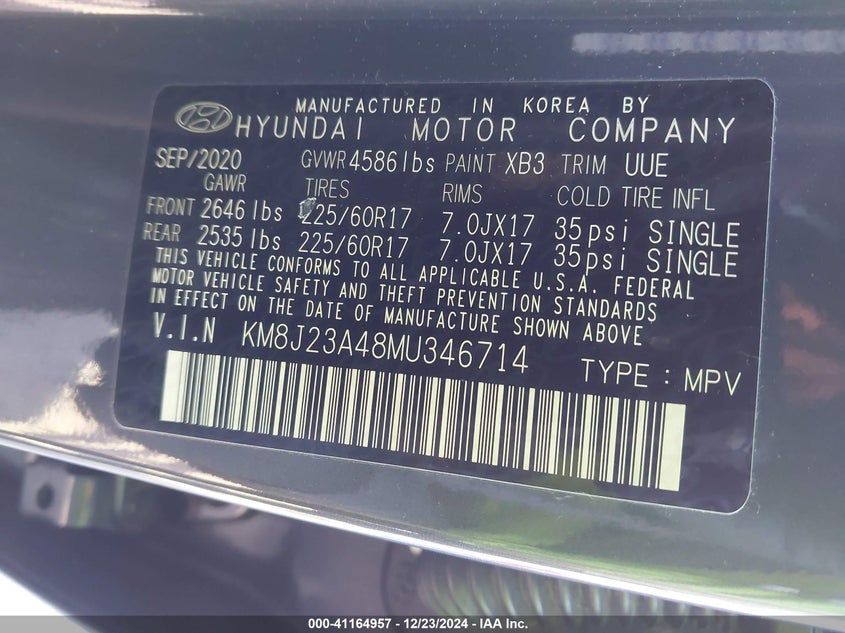 MANUFACTURED IN KOREA BY
HYUNDAI MOTOR COMPANY
SEP/2020 GVWR 4586lbs PAINT XB3 TRIM UUE
GAWR TIRES RIMS COLD TIRE INFL
FRONT 2646 lbs 225/60R17 7.0JX17 35psi SINGLE
REAR 2535 lbs 225/60R17 7.0JX17 35psi SINGLE
THIS VEHICLE CONFORMS TO ALL APPLICABLE U.S.A. FEDERAL
MOTOR VEHICLE SAFETY AND THEFT PREVENTION STANDARDS
IN EFFECT ON THE DATE OF MANUFACTURE SHOWN ABOVE
V.I.N KM8J23A48MU346714 TYPE : MPV
000-41164957 - 12/23/2024 - IAA Inc.